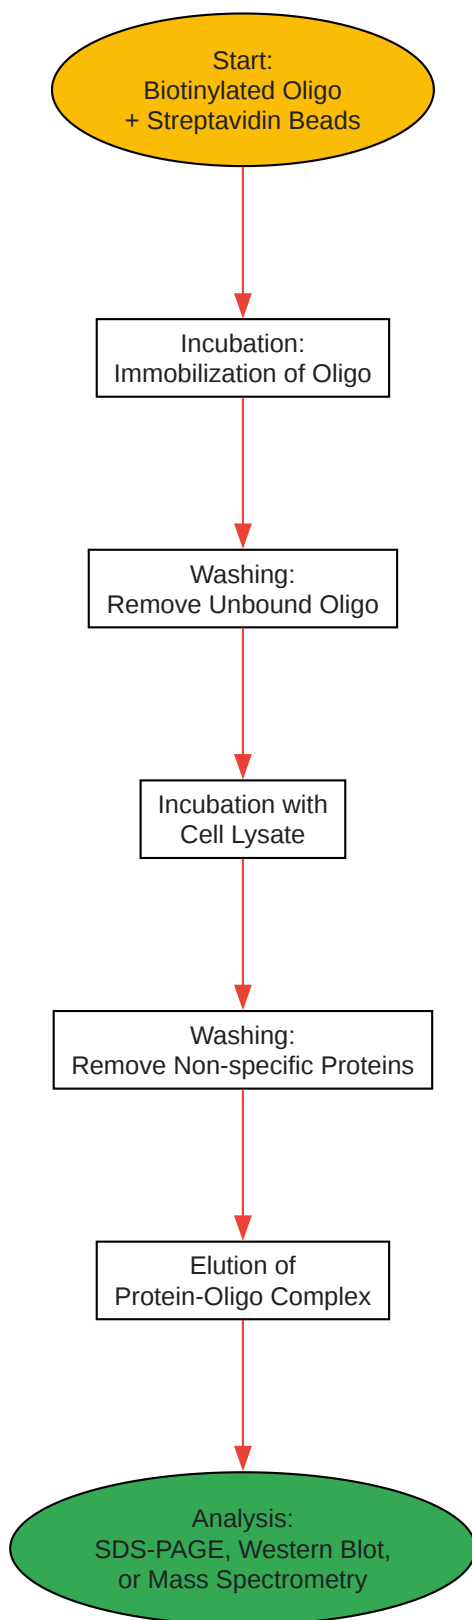 Start:
Biotinylated Oligo
+ Streptavidin Beads
Incubation:
Immobilization of Oligo
Washing:
Remove Unbound Oligo
Incubation with
Cell Lysate
Washing:
Remove Non-specific Proteins
Elution of
Protein-Oligo Complex
Analysis:
SDS-PAGE, Western Blot,
or Mass Spectrometry